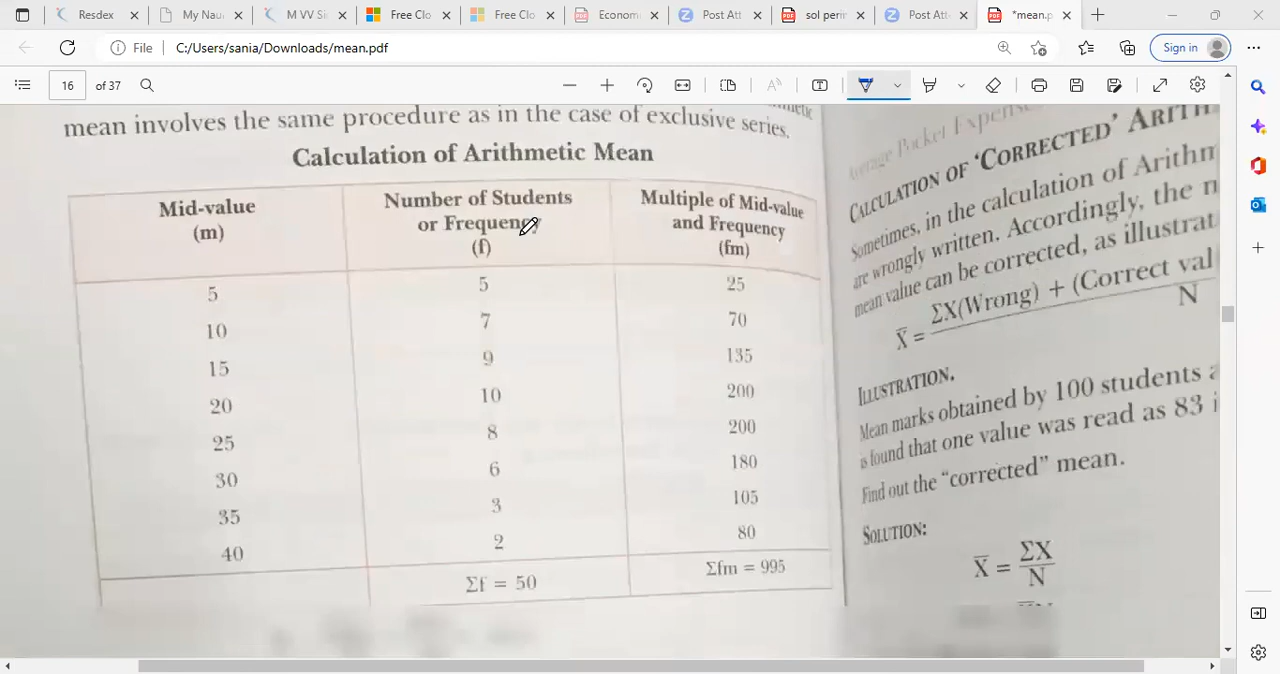 Resdex
My Nau
M VV Si
Free Clo
Free Clo
Econom
Post Att
sol perin
Post Att
*mean.p
File
C:/Users/sania/Downloads/mean.pdf
Sign in
16 of 37
mean involves the same procedure as in the case of exclusive series.
Calculation of Arithmetic Mean
Mid-value
(m)
Number of Students
or Frequency
(f)
Multiple of Mid-value
and Frequency
(fm)
5 5 25
10 7 70
15 9 135
20 10 200
25 8 200
30 6 180
35 3 105
40 2 80
Σf = 50 Σfm = 995
Pocket Expens
CALCULATION OF ‘CORRECTED’ ARITH
Sometimes, in the calculation of Arithm
are wrongly written. Accordingly, the n
mean value can be corrected, as illustrat
X̄ = ΣX(Wrong) + (Correct val
N
ILLUSTRATION.
Mean marks obtained by 100 students
is found that one value was read as 83 i
Find out the “corrected” mean.
SOLUTION:
X̄ = ΣX
N